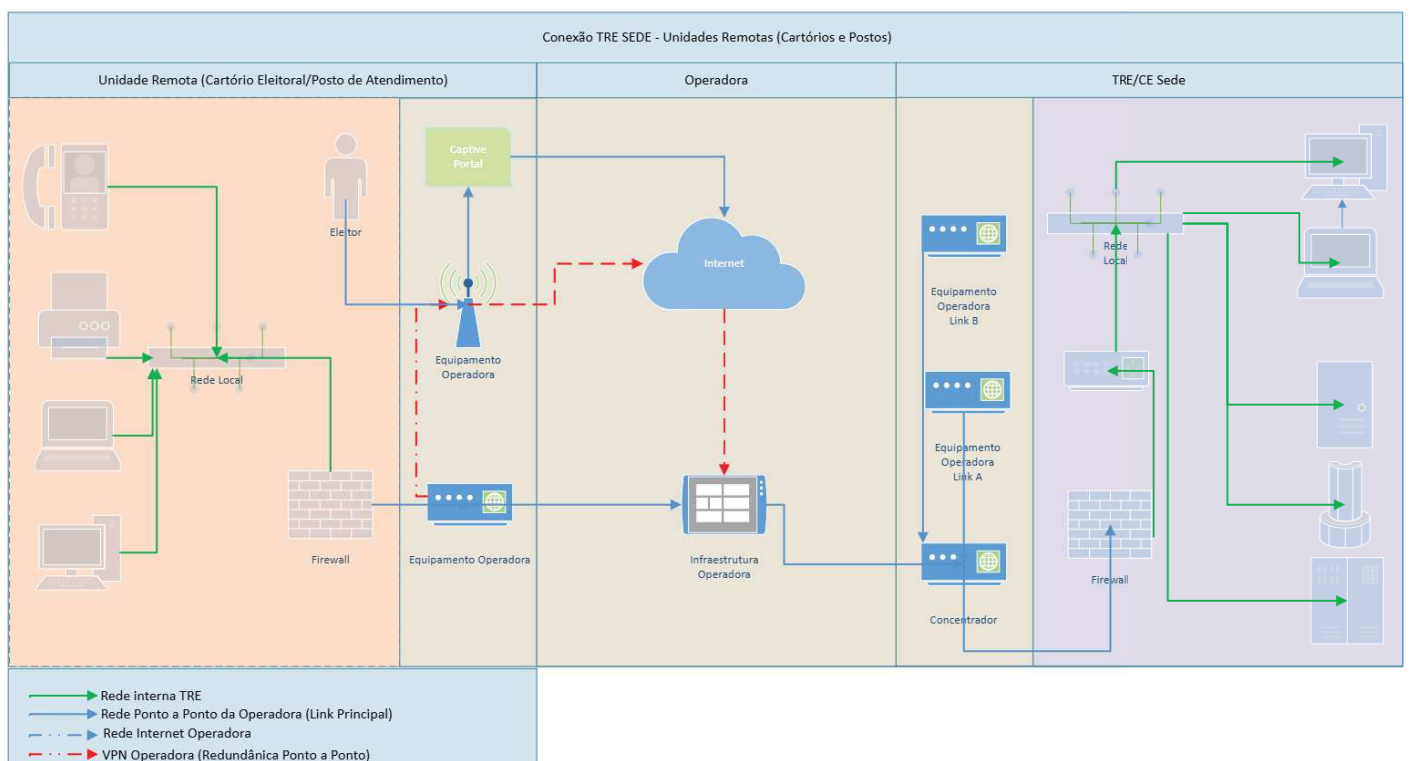 Conexão TRE SEDE - Unidades Remotas (Cartórios e Postos)
Unidade Remota (Cartório Eleitoral/Posto de Atendimento)
Operadora
TRE/CE Sede
Captive
Portal
Eleitor
Internet
Rede
Local
Equipamento
Operadora
Link B
Equipamento
Operadora
Rede Local
Equipamento
Operadora
Link A
Firewall
Equipamento Operadora
Infraestrutura
Operadora
Firewall
Concentrador
Rede interna TRE
Rede Ponto a Ponto da Operadora (Link Principal)
Rede Internet Operadora
VPN Operadora (Redundânica Ponto a Ponto)